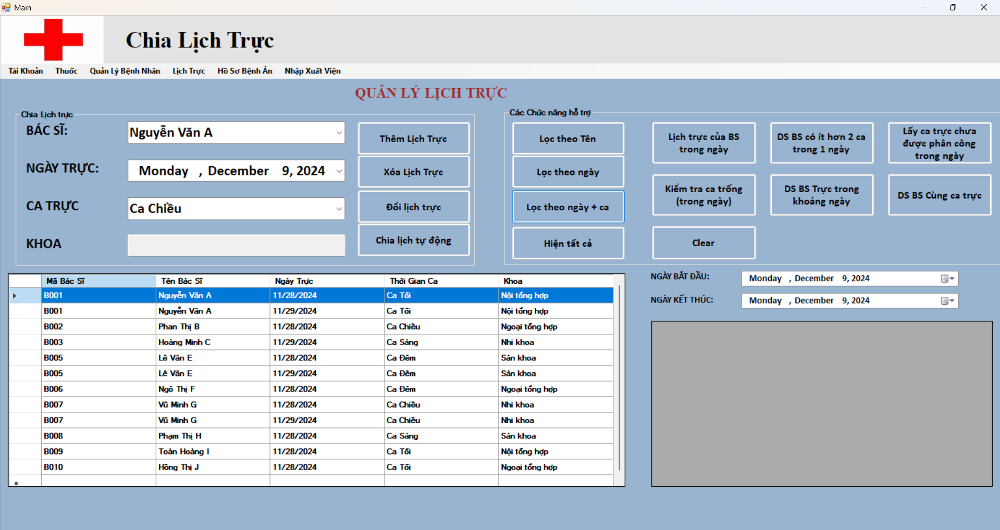 Main
Chia Lịch Trực
Tài Khoản Thuốc Quản Lý Bệnh Nhân Lịch Trực Hồ Sơ Bệnh Án Nhập Xuất Viện
QUẢN LÝ LỊCH TRỰC
Chia Lịch trực
BÁC SĨ:
Nguyễn Văn A
NGÀY TRỰC:
Monday , December 9, 2024
CA TRỰC
Ca Chiều
KHOA
Thêm Lịch Trực
Xóa Lịch Trực
Đổi lịch trực
Chia lịch tự động
Các Chức năng hỗ trợ
Lọc theo Tên
Lọc theo ngày
Lọc theo ngày + ca
Hiện tất cả
Lịch trực của BS
trong ngày
DS BS có ít hơn 2 ca
trong 1 ngày
Lấy ca trực chưa
được phân công
trong ngày
Kiểm tra ca trống
(trong ngày)
DS BS Trực trong
khoảng ngày
DS BS Cùng ca trực
Clear
Mã Bác Sĩ Tên Bác Sĩ Ngày Trực Thời Gian Ca Khoa
B001 Nguyễn Văn A 11/28/2024 Ca Tối Nội tổng hợp
B001 Nguyễn Văn A 11/29/2024 Ca Tối Nội tổng hợp
B002 Phan Thị B 11/28/2024 Ca Chiều Ngoại tổng hợp
B003 Hoàng Minh C 11/29/2024 Ca Sáng Nhi khoa
B005 Lê Văn E 11/28/2024 Ca Đêm Sản khoa
B005 Lê Văn E 11/29/2024 Ca Đêm Sản khoa
B006 Ngô Thị F 11/28/2024 Ca Đêm Ngoại tổng hợp
B007 Vũ Minh G 11/28/2024 Ca Chiều Nhi khoa
B007 Vũ Minh G 11/29/2024 Ca Chiều Nhi khoa
B008 Phạm Thị H 11/28/2024 Ca Sáng Sản khoa
B009 Toàn Hoàng I 11/28/2024 Ca Tối Nội tổng hợp
B010 Hồng Thị J 11/28/2024 Ca Tối Ngoại tổng hợp
NGÀY BẮT ĐẦU: Monday , December 9, 2024
NGÀY KẾT THÚC: Monday , December 9, 2024